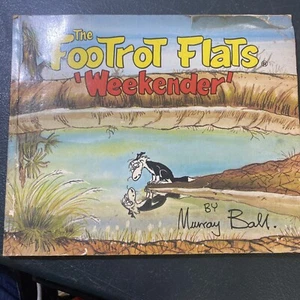 The
FooTRoT FLaTS
'Weekender'
BY
Murray Ball.